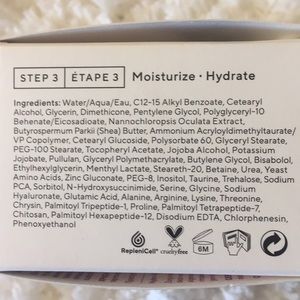 STEP 3 ÉTAPE 3 Moisturize · Hydrate
Ingredients: Water/Aqua/Eau, C12-15 Alkyl Benzoate, Cetearyl
Alcohol, Glycerin, Dimethicone, Pentylene Glycol, Polyglyceryl-10
Behenate/Eicosadioate, Nannochloropsis Oculata Extract,
Butyrospermum Parkii (Shea) Butter, Ammonium Acryloyldimethyltaurate/
VP Copolymer, Cetearyl Glucoside, Polysorbate 60, Glyceryl Stearate,
PEG-100 Stearate, Tocopheryl Acetate, Jojoba Alcohol, Potassium
Jojobate, Pullulan, Glyceryl Polymethacrylate, Butylene Glycol, Bisabolol,
Ethylhexylglycerin, Menthyl Lactate, Steareth-20, Betaine, Urea, Yeast
Amino Acids, Zinc Gluconate, PEG-8, Inositol, Taurine, Trehalose, Sodium
PCA, Sorbitol, N-Hydroxysuccinimide, Serine, Glycine, Sodium
Hyaluronate, Glutamic Acid, Alanine, Arginine, Lysine, Threonine,
Chrysin, Palmitoyl Tripeptide-1, Proline, Palmitoyl Tetrapeptide-7,
Chitosan, Palmitoyl Hexapeptide-12, Disodium EDTA, Chlorphenesin,
Phenoxyethanol
RepleniCell® crueltyfree 6M